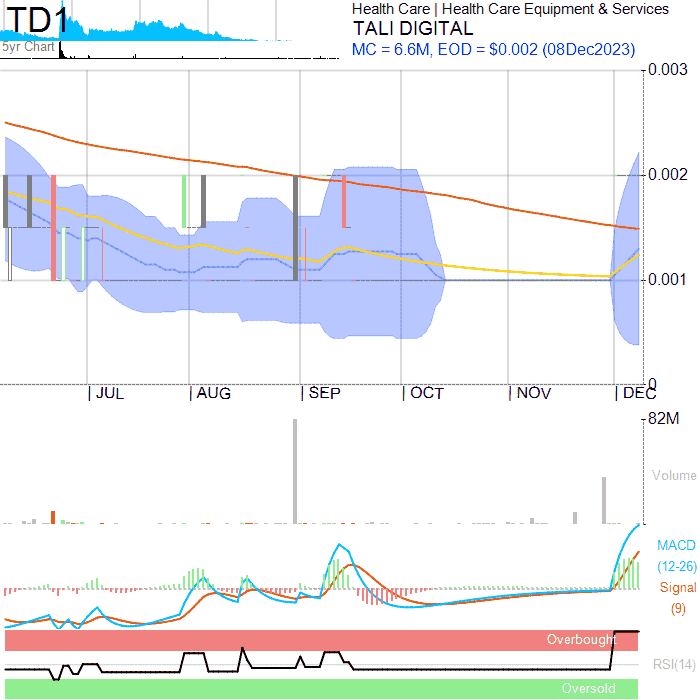 TD1
Health Care | Health Care Equipment & Services
TALI DIGITAL
5yr Chart
MC = 6.6M, EOD = $0.002 (08Dec2023)
0.003
0.002
0.001
0
JUL AUG SEP OCT NOV DEC
82M
Volume
MACD
(12-26)
Signal
(9)
Overbought
RSI(14)
Oversold